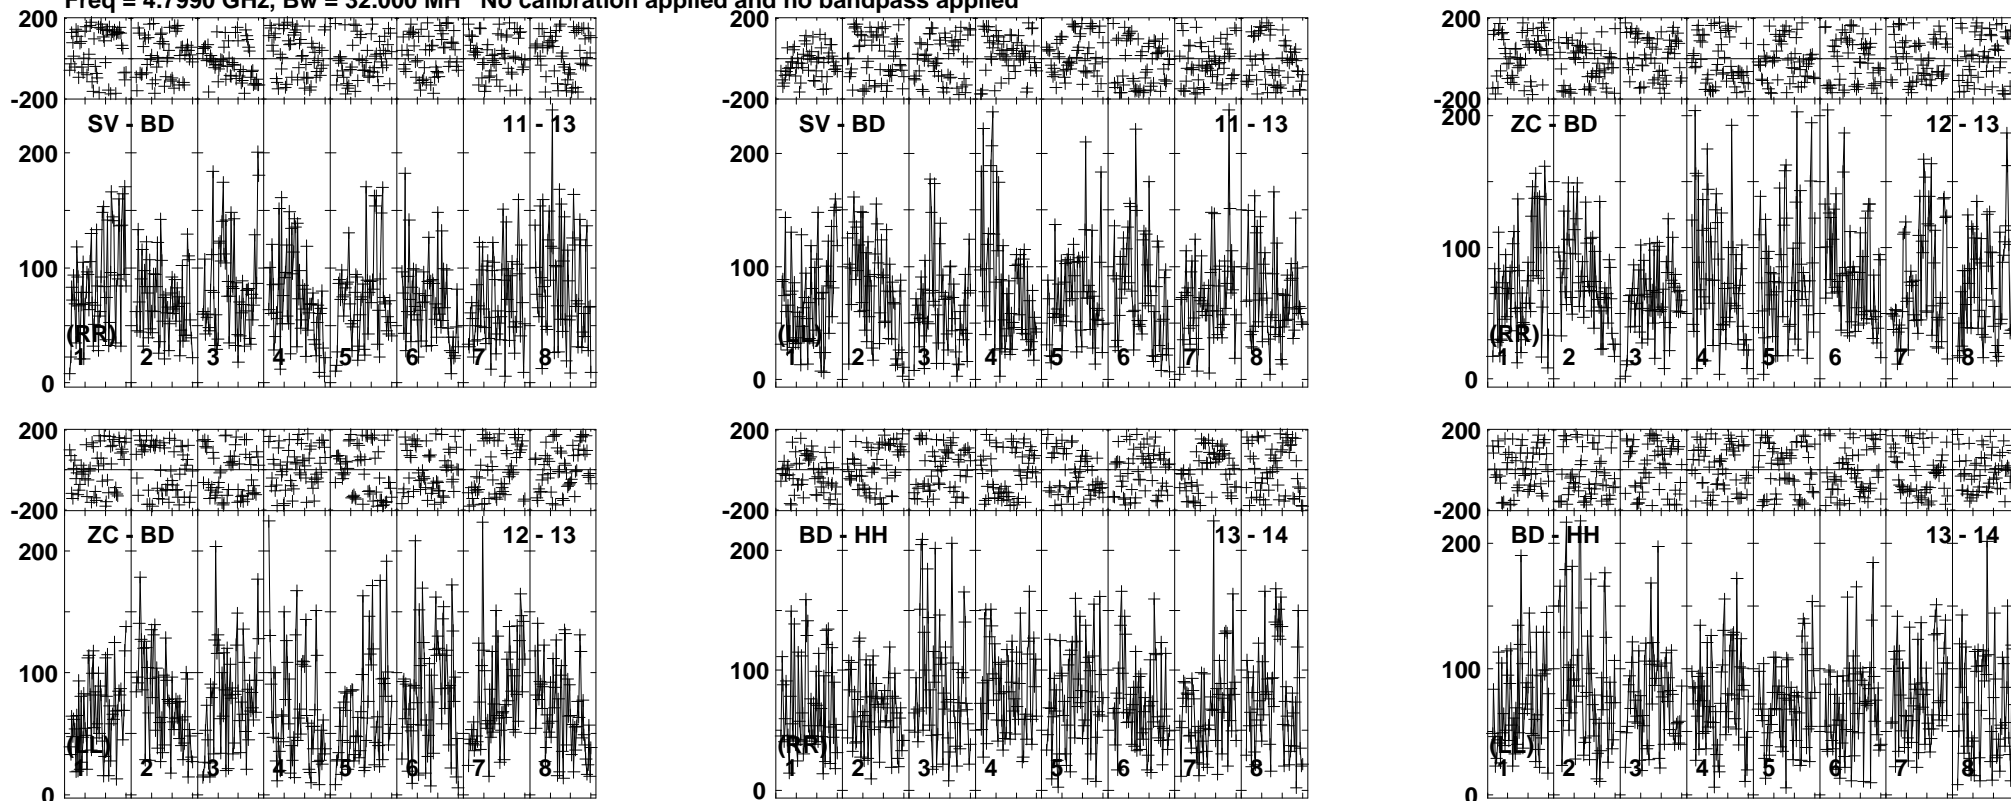 Freq = 4.7990 GHz, Bw = 32.000 MH No calibration applied and no bandpass applied
200
-200
SV - BD 11 - 13
200
100
(RR)
1 2 3 4 5 6 7 8
0
200
-200
SV - BD 11 - 13
200
100
(LL)
1 2 3 4 5 6 7 8
0
200
-200
200
ZC - BD 12 - 13
100
(RR)
1 2 3 4 5 6 7 8
0
200
-200
ZC - BD 12 - 13
200
100
(LL)
1 2 3 4 5 6 7 8
0
200
-200
BD - HH 13 - 14
200
100
(RR)
1 2 3 4 5 6 7 8
0
200
-200
BD - HH 13 - 14
200
100
(LL)
1 2 3 4 5 6 7 8
0